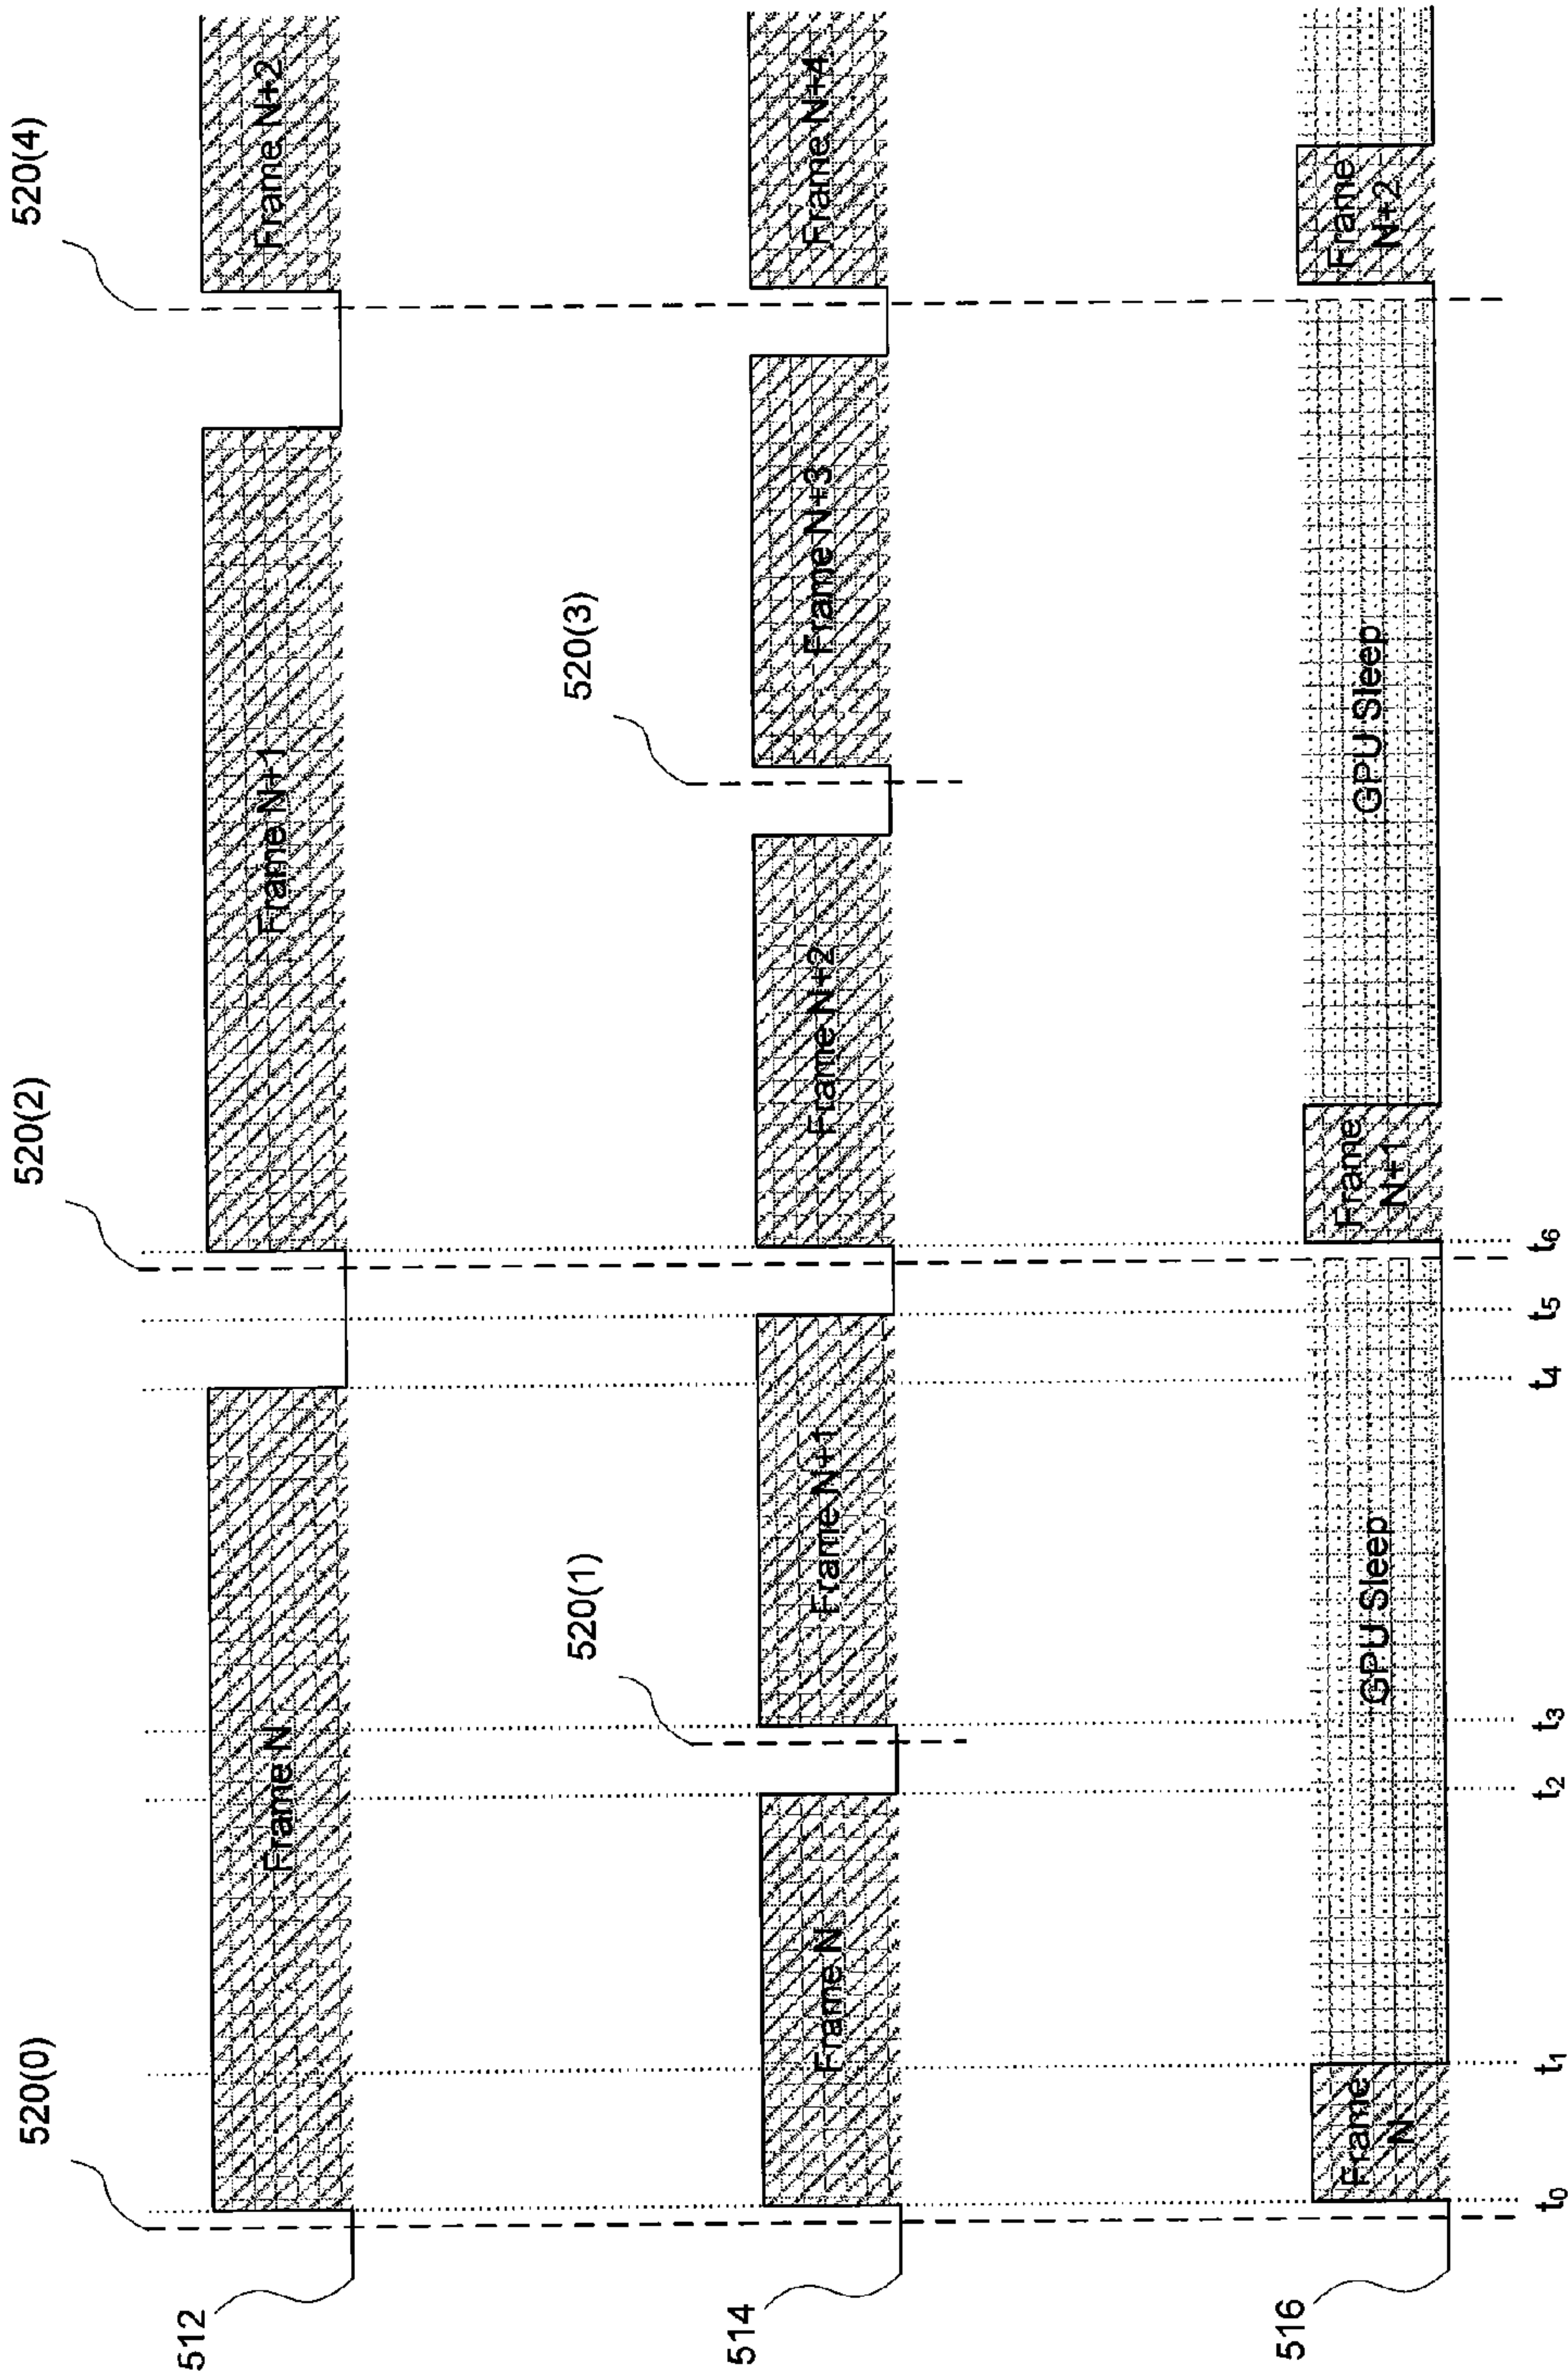 520(0)
520(2)
520(4)
512
Frame N
Frame N+1
Frame N+2
520(1)
520(3)
514
Frame N
Frame N+1
Frame N+2
Frame N+3
Frame N+4
516
Frame
N
GPU Sleep
Frame
N+1
GPU Sleep
Frame
N+2
t₀
t₁
t₂
t₃
t₄
t₅
t₆